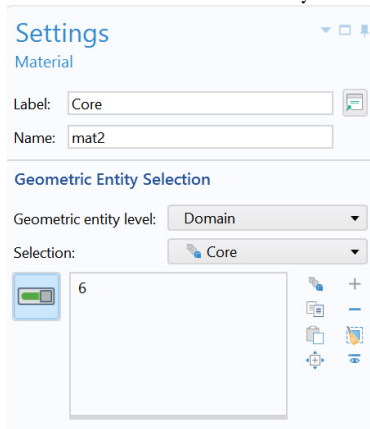 Settings
Material
Label: Core
Name: mat2
Geometric Entity Selection
Geometric entity level: Domain
Selection: Core
6